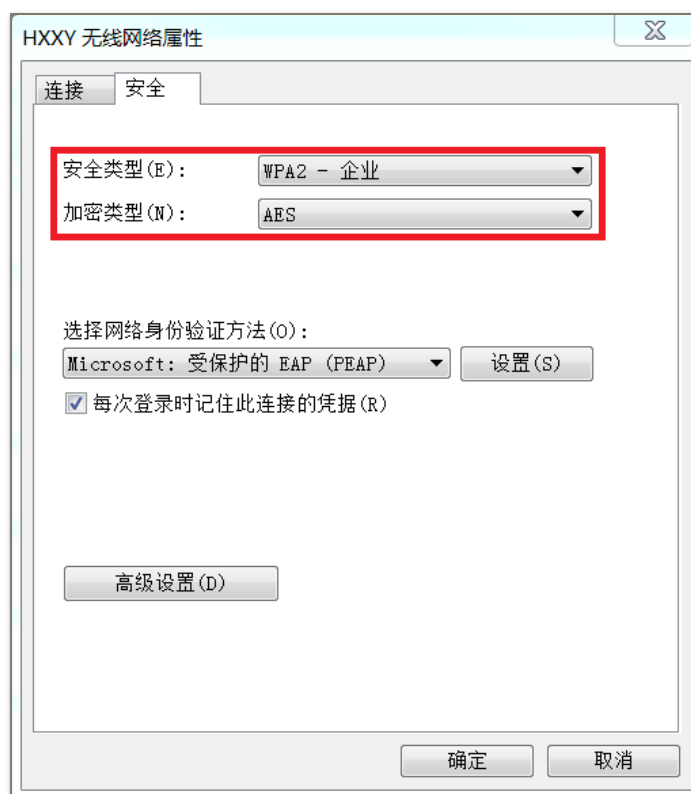 HXXY 无线网络属性
连接 安全
安全类型(E): WPA2 - 企业
加密类型(N): AES
选择网络身份验证方法(O):
Microsoft: 受保护的 EAP (PEAP) 设置(S)
每次登录时记住此连接的凭据(R)
高级设置(D)
确定 取消